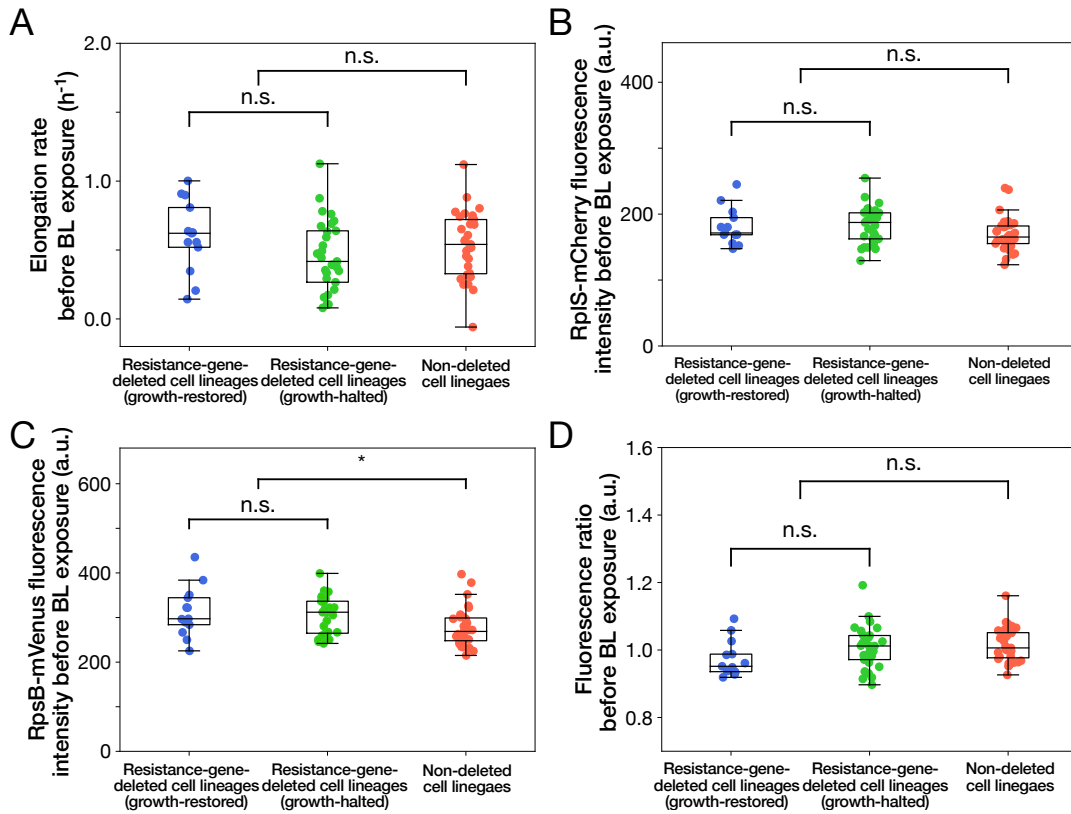 A
Elongation rate
before BL exposure (h⁻¹)
2.0
1.0
0.0
n.s.
n.s.
Resistance-gene-
deleted cell lineages
(growth-restored)
Resistance-gene-
deleted cell lineages
(growth-halted)
Non-deleted
cell linegaes
B
RplS-mCherry fluorescence
intensity before BL exposure (a.u.)
400
200
0
n.s.
n.s.
Resistance-gene-
deleted cell lineages
(growth-restored)
Resistance-gene-
deleted cell lineages
(growth-halted)
Non-deleted
cell linegaes
C
RpsB-mVenus fluorescence
intensity before BL exposure (a.u.)
600
400
200
0
*
n.s.
Resistance-gene-
deleted cell lineages
(growth-restored)
Resistance-gene-
deleted cell lineages
(growth-halted)
Non-deleted
cell linegaes
D
Fluorescence ratio
before BL exposure (a.u.)
1.6
1.4
1.2
1.0
0.8
n.s.
n.s.
Resistance-gene-
deleted cell lineages
(growth-restored)
Resistance-gene-
deleted cell lineages
(growth-halted)
Non-deleted
cell linegaes